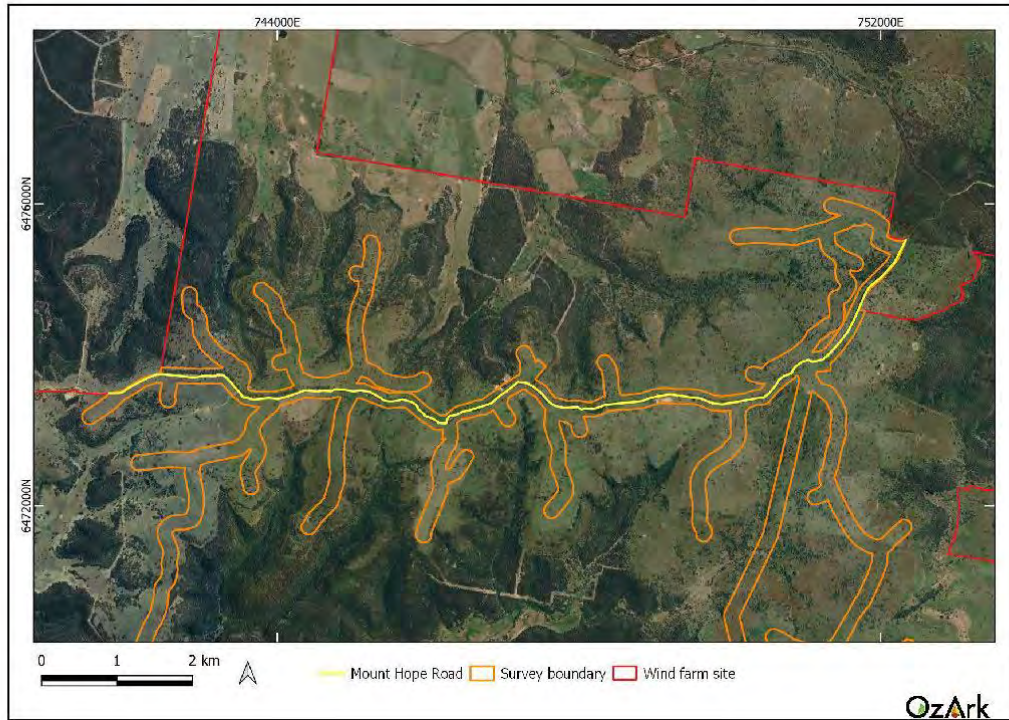 744000E
752000E
6476000N
6472000N
0 1 2 km
Mount Hope Road
Survey boundary
Wind farm site
OzArk